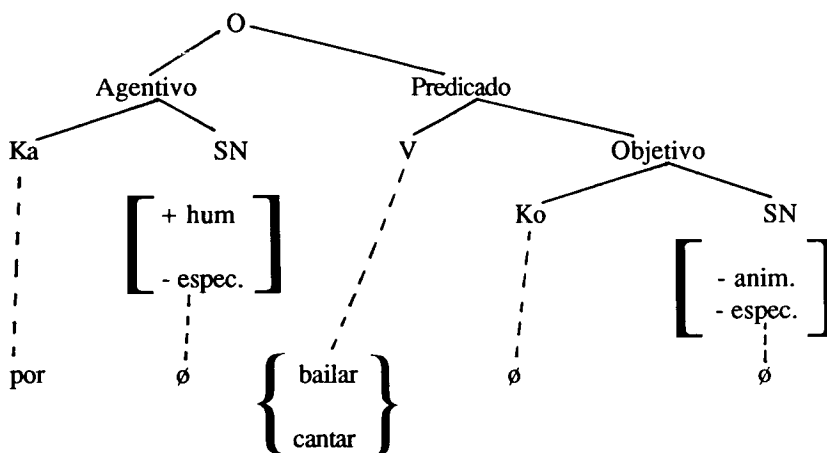 O
Agentivo Predicado
Ka SN V Objetivo
+ hum Ko SN
- espec. - anim.
- espec.
por ø bailar ø ø
cantar